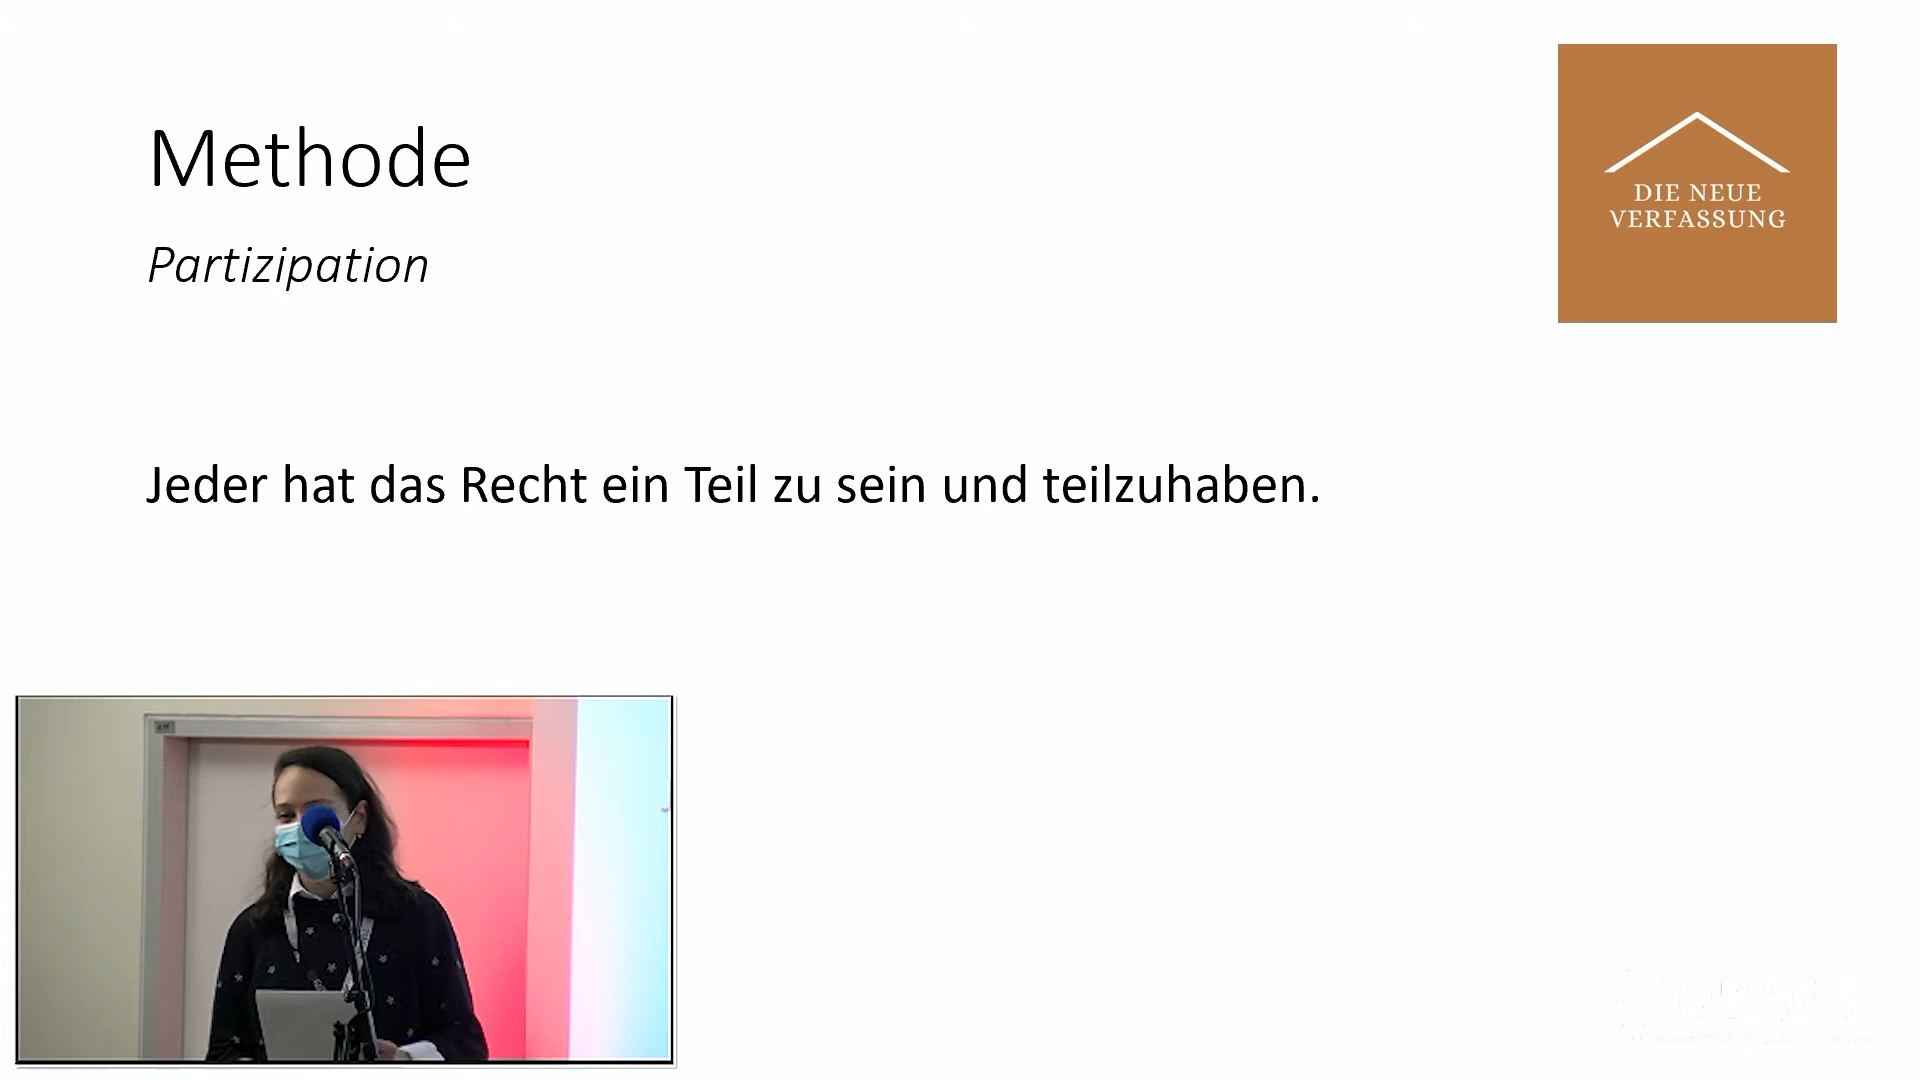 Methode
Partizipation
DIE NEUE
VERFASSUNG
Jeder hat das Recht ein Teil zu sein und teilzuhaben.